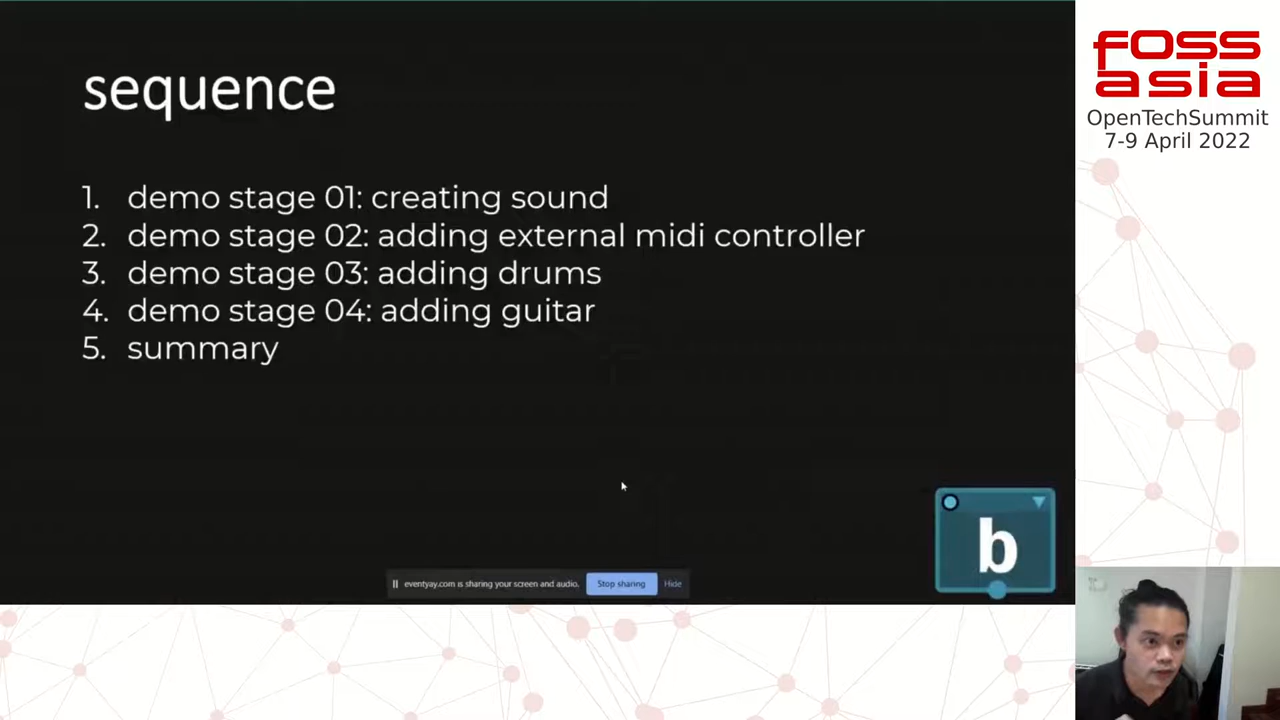 sequence
1. demo stage 01: creating sound
2. demo stage 02: adding external midi controller
3. demo stage 03: adding drums
4. demo stage 04: adding guitar
5. summary
b
eventyay.com is sharing your screen and audio. Stop sharing Hide
FOSS
asia
OpenTechSummit
7-9 April 2022